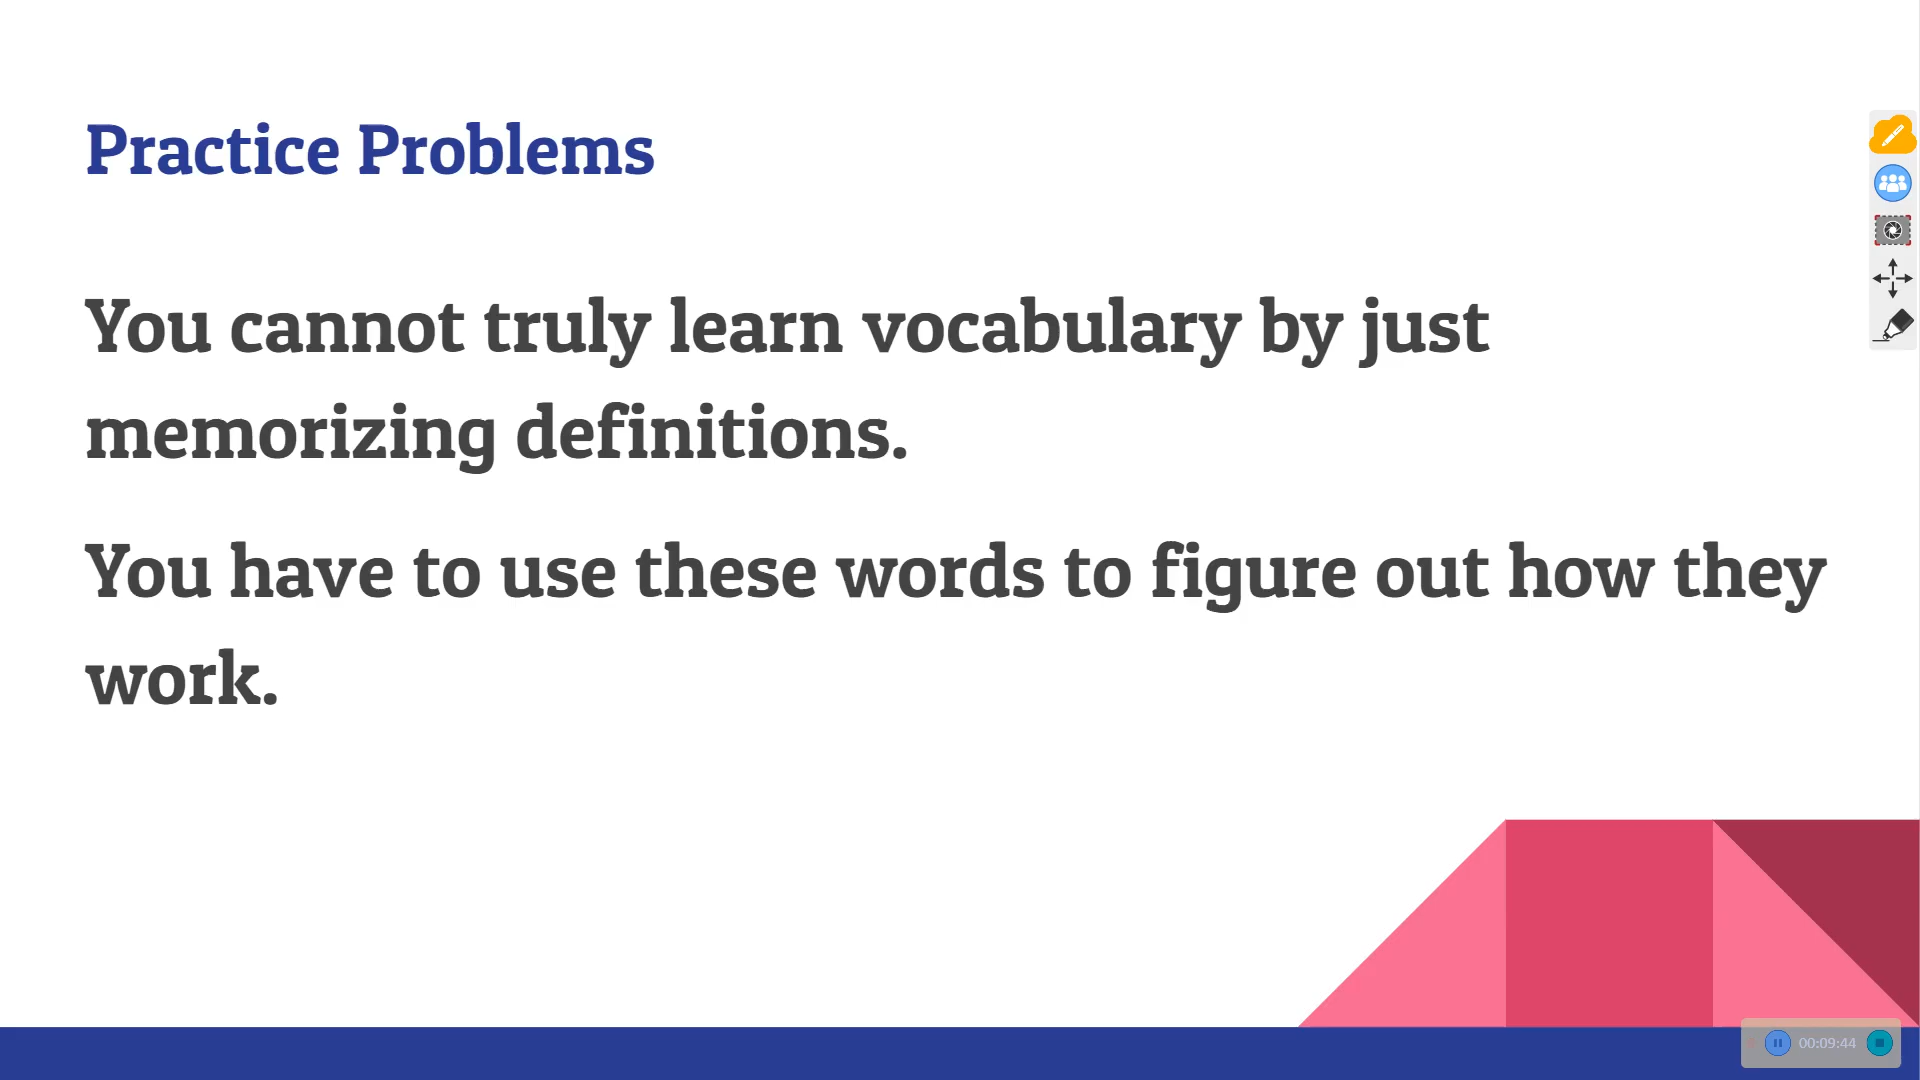 Practice Problems
You cannot truly learn vocabulary by just
memorizing definitions.
You have to use these words to figure out how they
work.
00:09:44